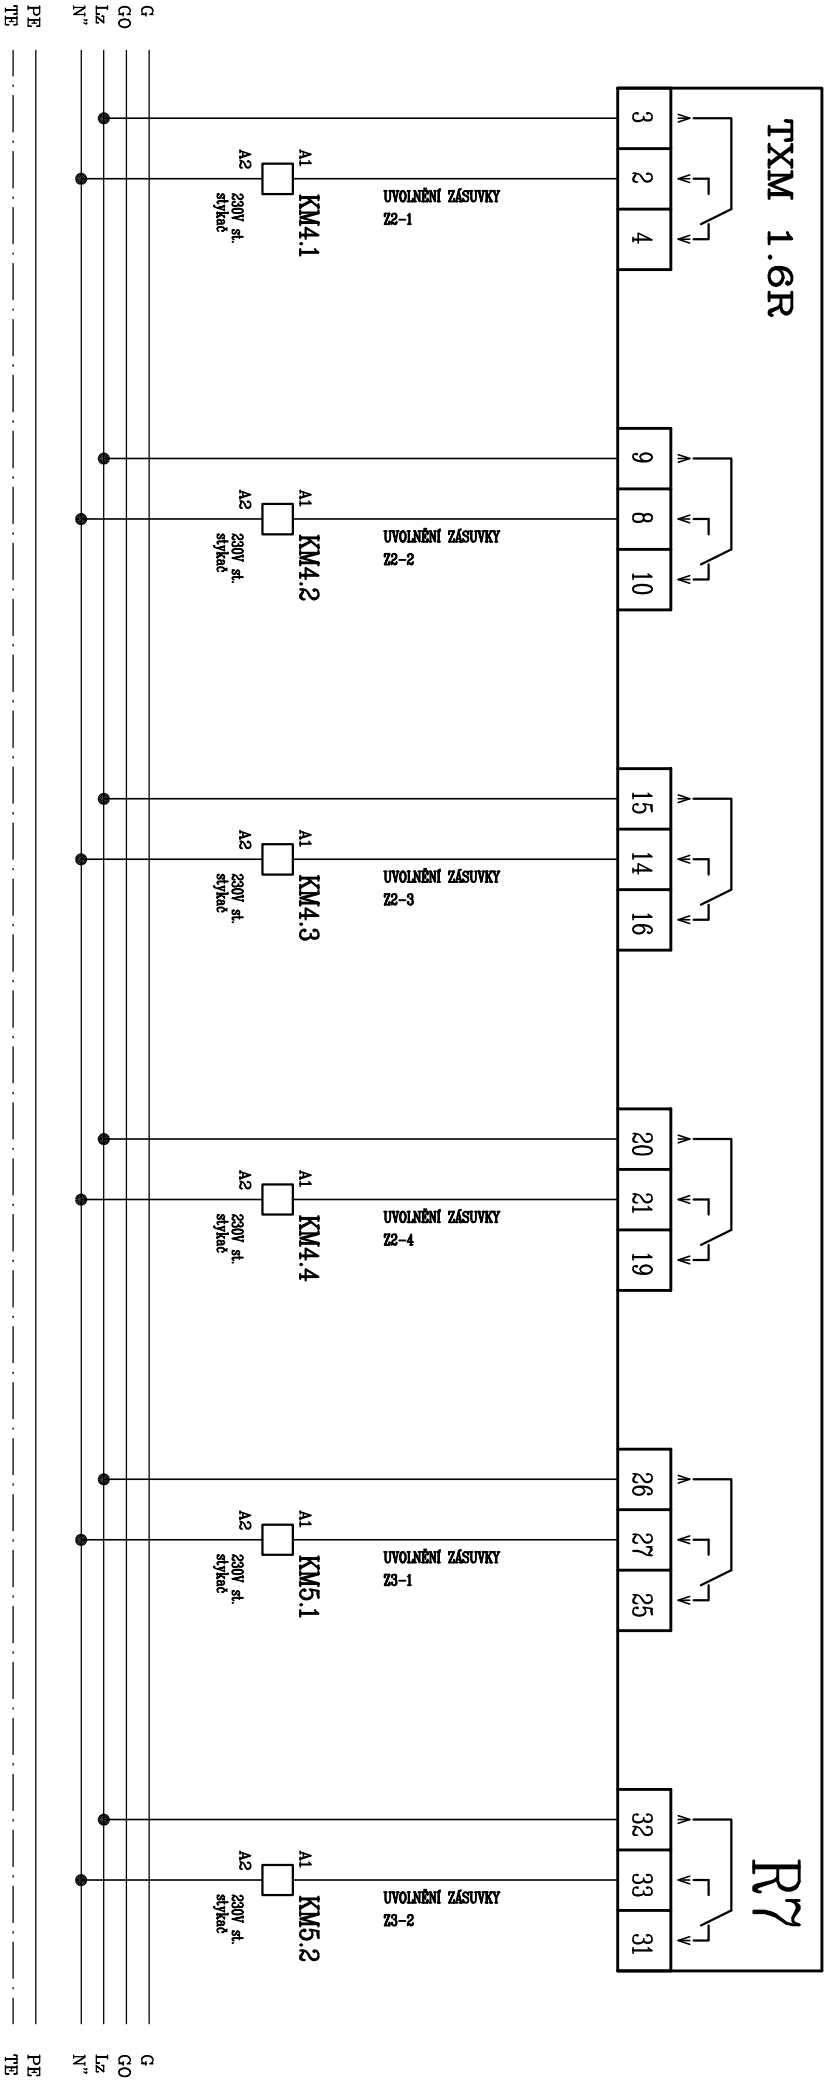 TXM 1.6R
R7
3 2 4
9 8 10
15 14 16
20 21 19
26 27 25
32 33 31
UVOLNĚNÍ ZÁSUVKY
Z2-1
UVOLNĚNÍ ZÁSUVKY
Z2-2
UVOLNĚNÍ ZÁSUVKY
Z2-3
UVOLNĚNÍ ZÁSUVKY
Z2-4
UVOLNĚNÍ ZÁSUVKY
Z3-1
UVOLNĚNÍ ZÁSUVKY
Z3-2
A1
KM4.1
A2
230V st.
stykač
A1
KM4.2
A2
230V st.
stykač
A1
KM4.3
A2
230V st.
stykač
A1
KM4.4
A2
230V st.
stykač
A1
KM5.1
A2
230V st.
stykač
A1
KM5.2
A2
230V st.
stykač
G
G0
Lz
N"
PE
TE
G
G0
Lz
N"
PE
TE